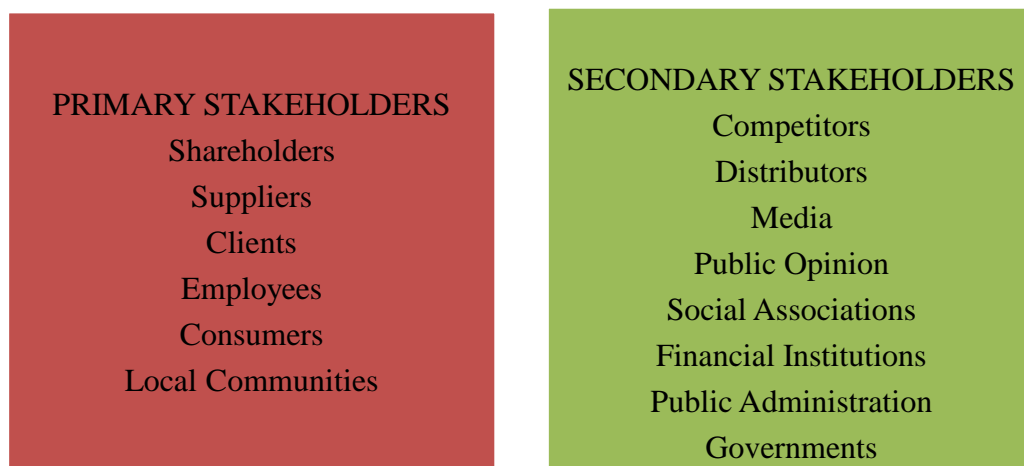 PRIMARY STAKEHOLDERS
Shareholders
Suppliers
Clients
Employees
Consumers
Local Communities
SECONDARY STAKEHOLDERS
Competitors
Distributors
Media
Public Opinion
Social Associations
Financial Institutions
Public Administration
Governments